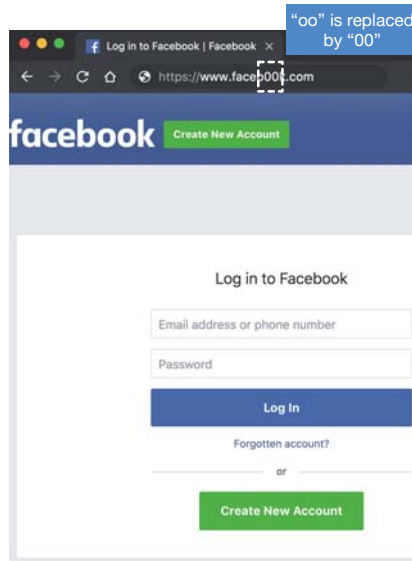 “oo” is replaced
by “00”
Log in to Facebook | Facebook
https://www.faceb00k.com
facebook
Create New Account
Log in to Facebook
Email address or phone number
Password
Log In
Forgotten account?
or
Create New Account